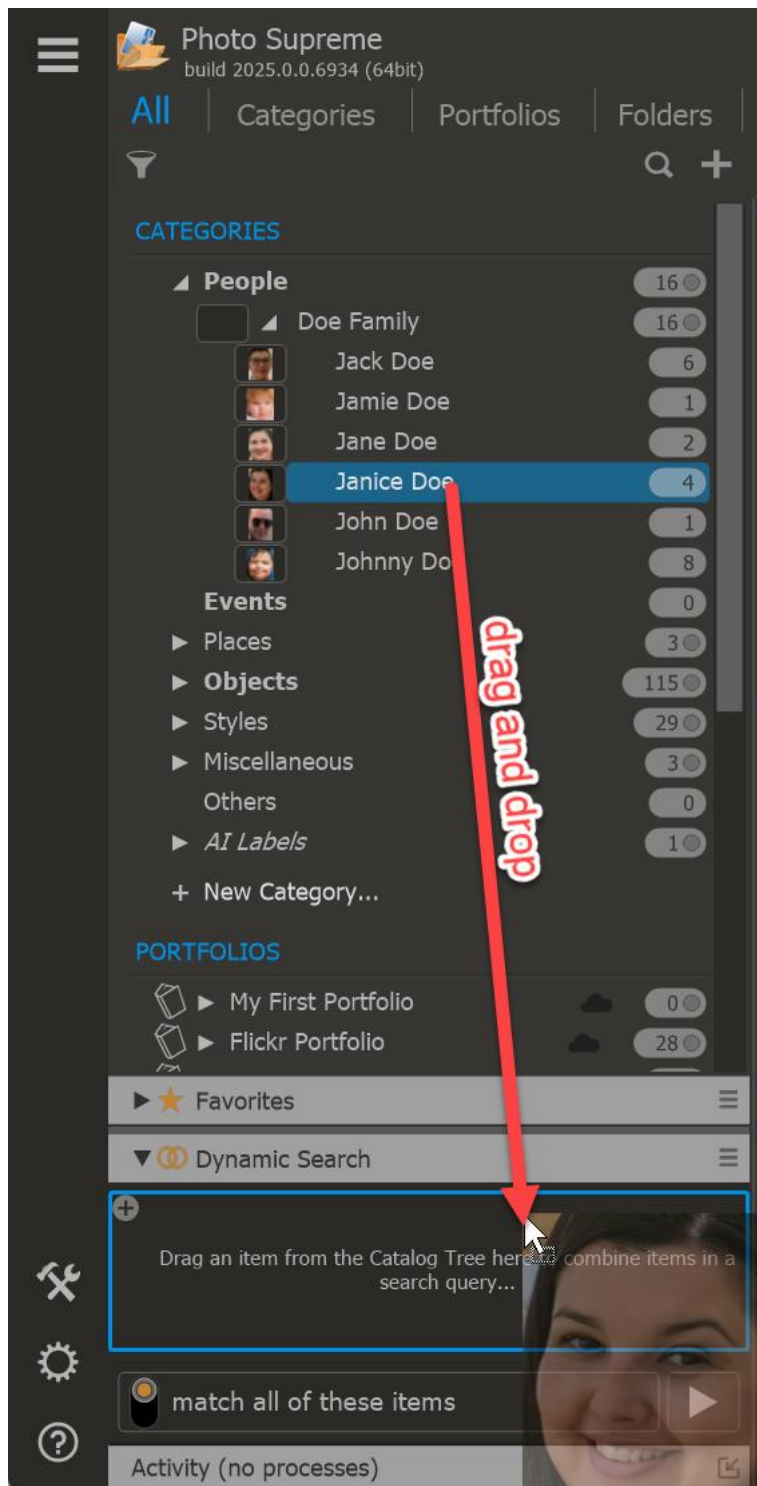 Photo Supreme
build 2025.0.0.6934 (64bit)
All Categories Portfolios Folders
CATEGORIES
People 16
Doe Family 16
Jack Doe 6
Jamie Doe 1
Jane Doe 2
Janice Doe 4
John Doe 1
Johnny Do 8
Events 0
Places 3
Objects 115
Styles 29
Miscellaneous 3
Others 0
AI Labels 1
+ New Category...
drag and drop
PORTFOLIOS
My First Portfolio 0
Flickr Portfolio 28
Favorites
Dynamic Search
Drag an item from the Catalog Tree here to combine items in a
search query...
match all of these items
Activity (no processes)